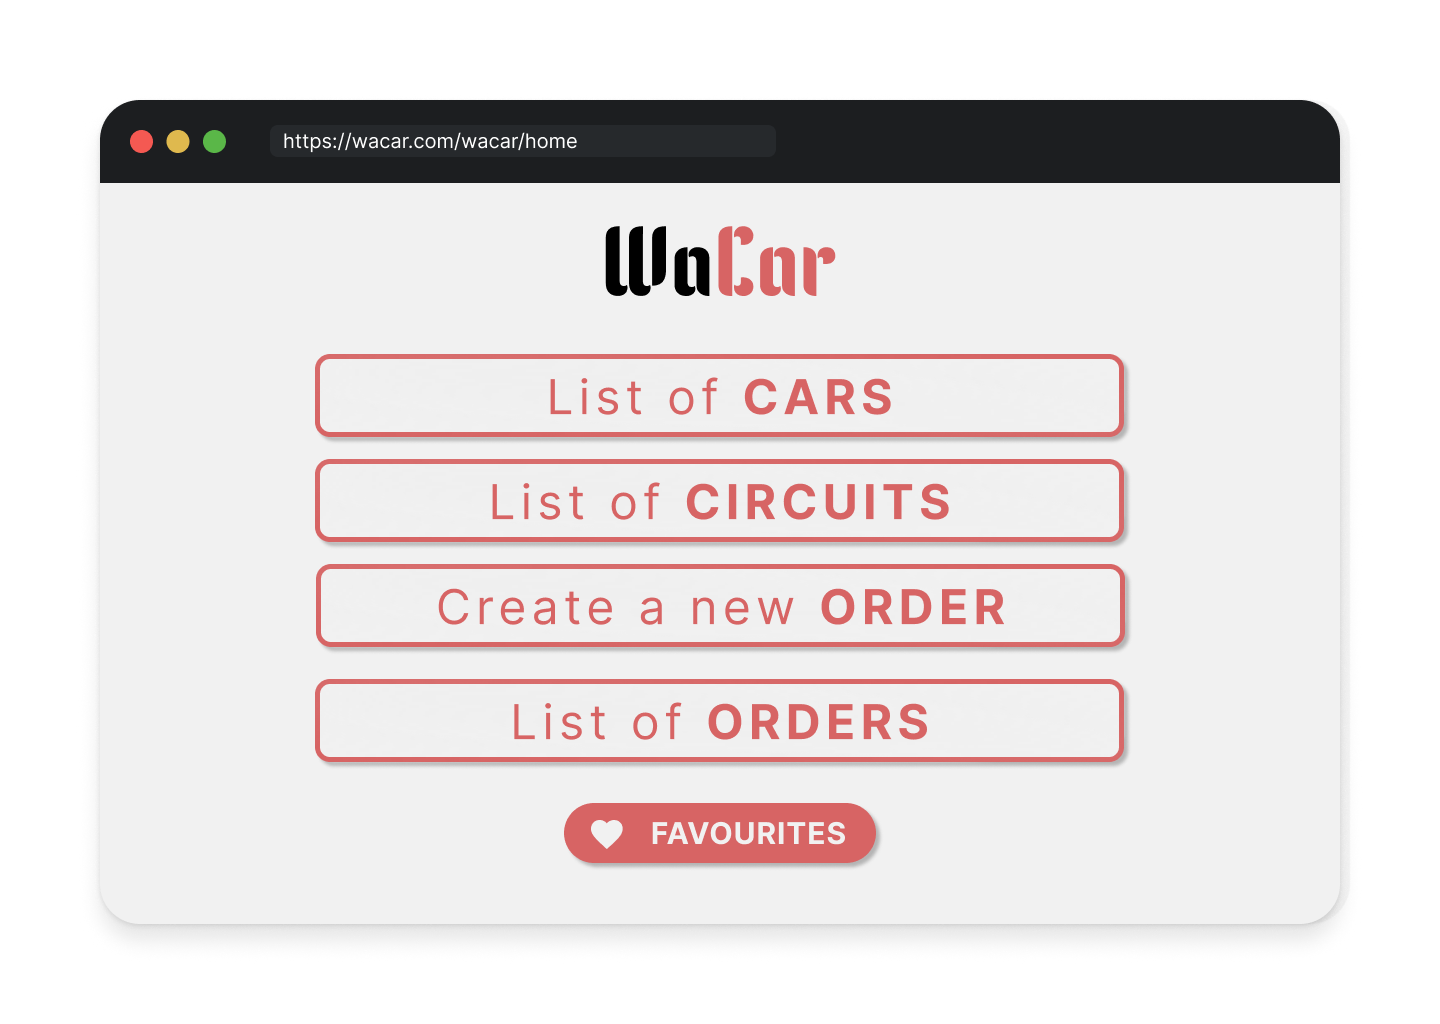 https://wacar.com/wacar/home
WaCar
List of CARS
List of CIRCUITS
Create a new ORDER
List of ORDERS
FAVOURITES